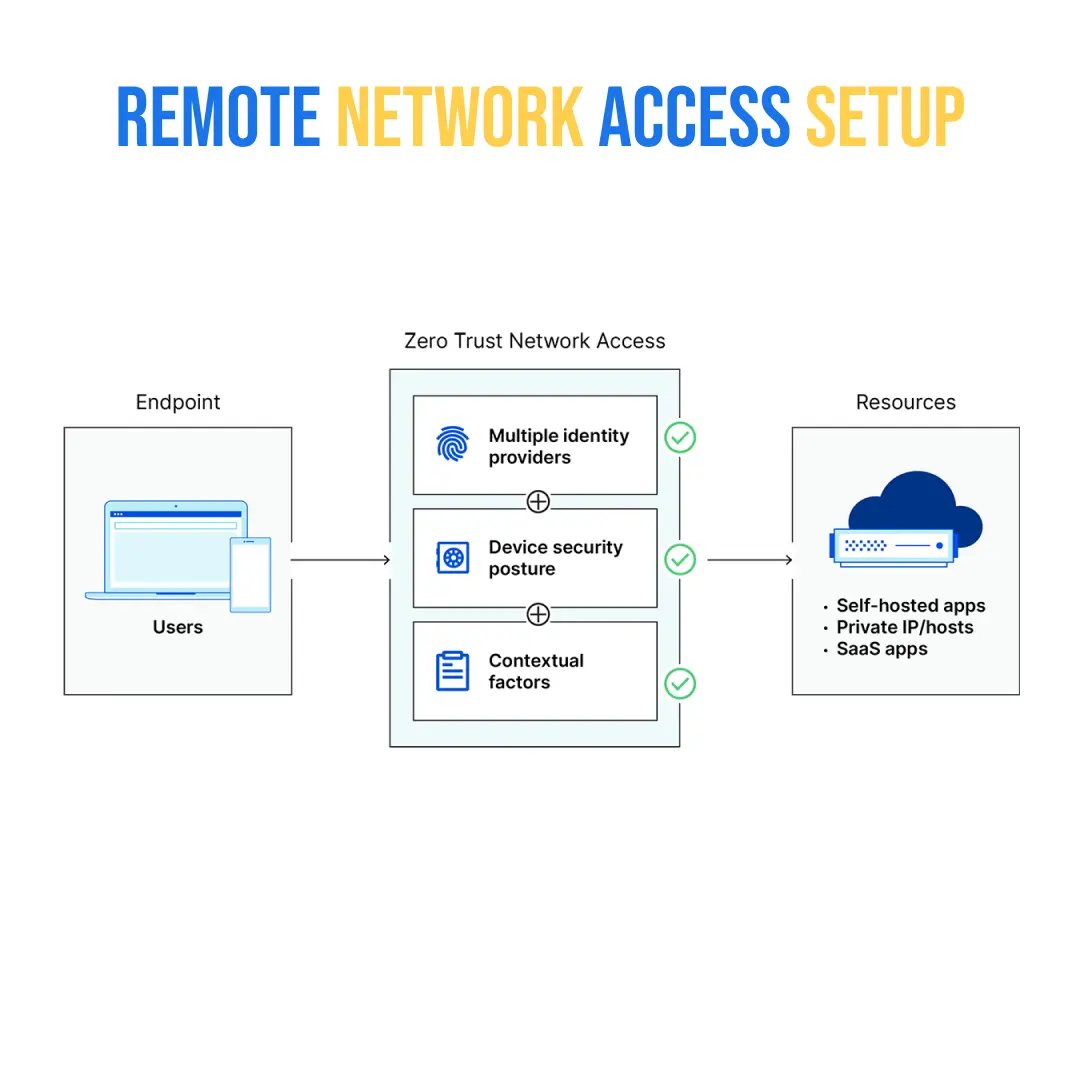 REMOTE NETWORK ACCESS SETUP
Zero Trust Network Access
Endpoint
Users
Multiple identity
providers
Device security
posture
Contextual
factors
Resources
· Self-hosted apps
· Private IP/hosts
· SaaS apps